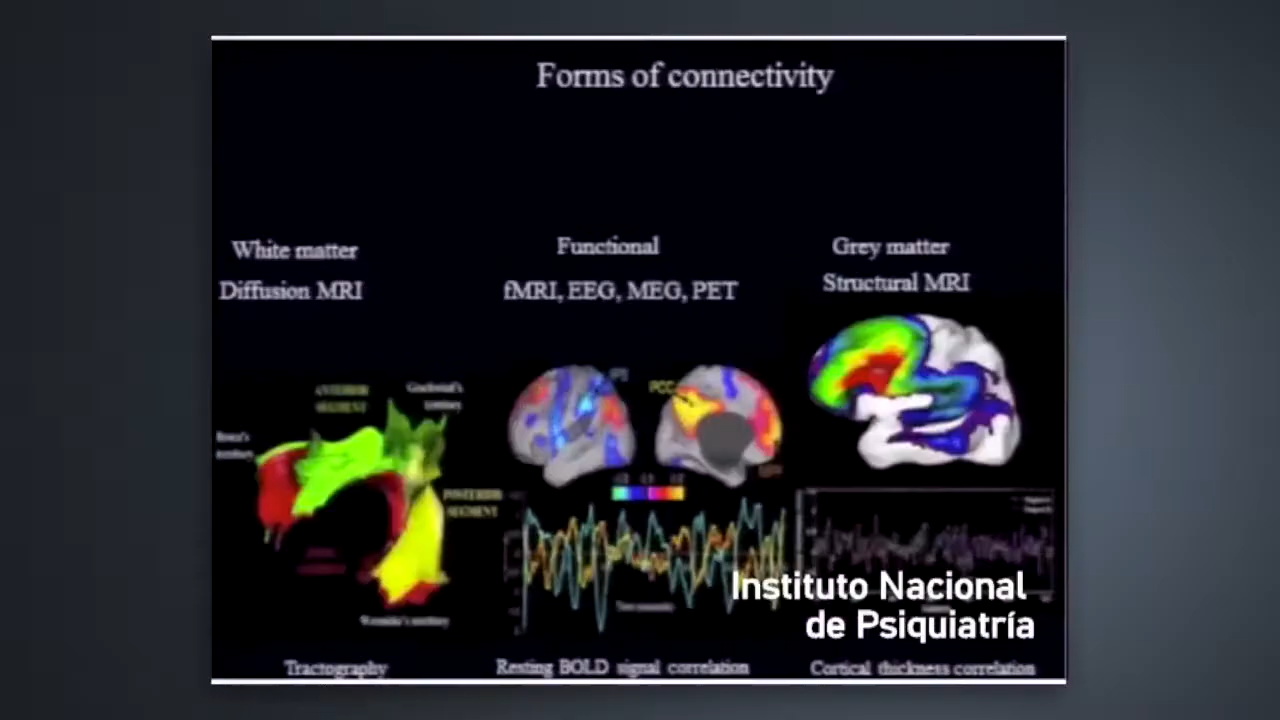 Forms of connectivity
White matter
Diffusion MRI
Functional
fMRI, EEG, MEG, PET
Grey matter
Structural MRI
ANTERIOR
SEGMENT
Geschwind's
territory
Broca's
territory
POSTERIOR
SEGMENT
Wernicke's territory
PCC
Tractography
Resting BOLD signal correlation
Cortical thickness correlation
Instituto Nacional
de Psiquiatría